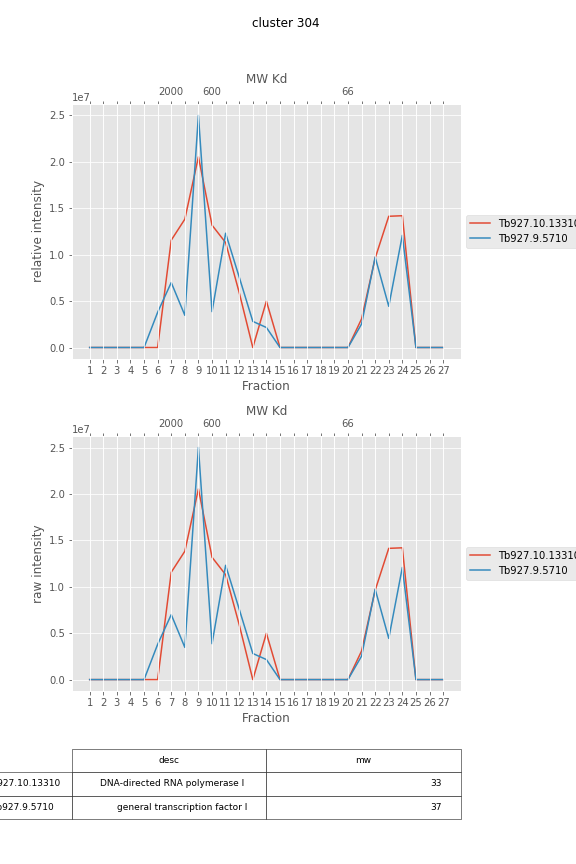 cluster 304
MW Kd
2000 600 66
1e7
2.5
2.0
1.5
1.0
0.5
0.0
relative intensity
1 2 3 4 5 6 7 8 9 10 11 12 13 14 15 16 17 18 19 20 21 22 23 24 25 26 27
Fraction
Tb927.10.13310
Tb927.9.5710
MW Kd
2000 600 66
1e7
2.5
2.0
1.5
1.0
0.5
0.0
raw intensity
1 2 3 4 5 6 7 8 9 10 11 12 13 14 15 16 17 18 19 20 21 22 23 24 25 26 27
Fraction
Tb927.10.13310
Tb927.9.5710
desc mw
927.10.13310 DNA-directed RNA polymerase I 33
b927.9.5710 general transcription factor I 37